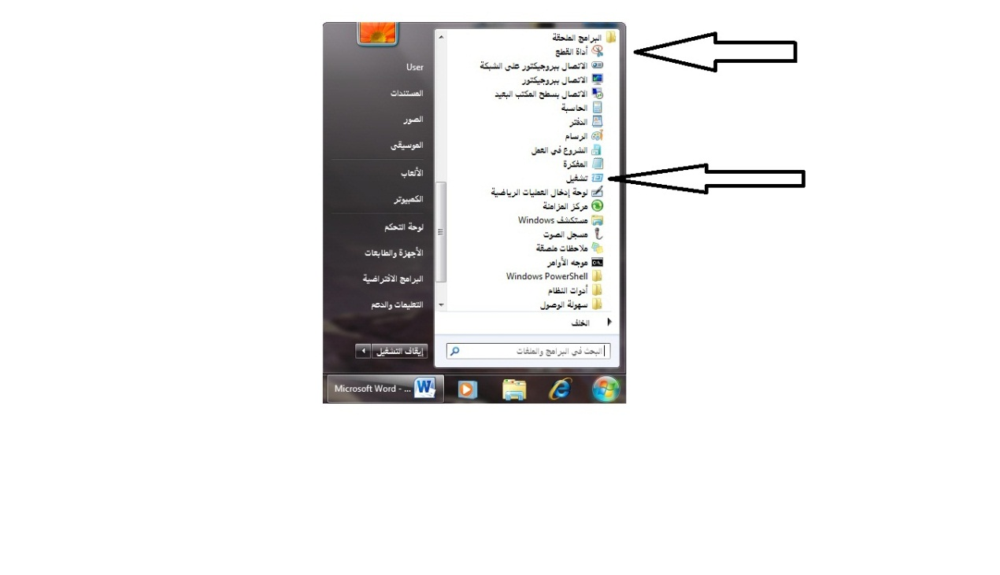 البرامج الملحقة
أداة القطع
الاتصال ببروجيكتور على الشبكة
الاتصال ببروجيكتور
الاتصال بسطح المكتب البعيد
الحاسبة
الدفتر
الرسام
الشروع في العمل
المفكرة
تشغيل
لوحة إدخال العمليات الرياضية
مركز المزامنة
مستكشف Windows
مسجل الصوت
ملاحظات ملصقة
موجه الأوامر
Windows PowerShell
أدوات النظام
سهولة الوصول
الخلف
البحث في البرامج والملفات
User
المستندات
الصور
الموسيقى
الألعاب
الكمبيوتر
لوحة التحكم
الأجهزة والطابعات
البرامج الافتراضية
التعليمات والدعم
إيقاف التشغيل
Microsoft Word - ...